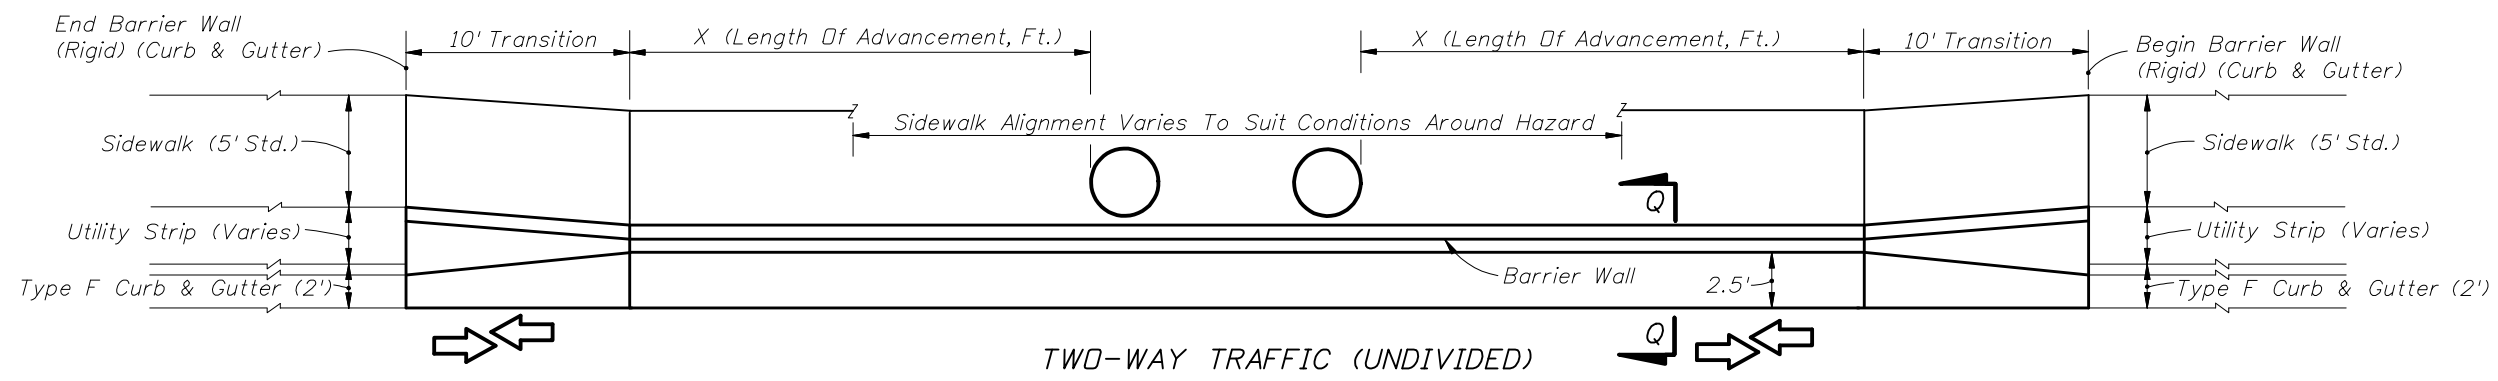 End Barrier Wall
(Rigid) (Curb & Gutter)
10' Transition
X (Length Of Advancement, Ft.)
X (Length Of Advancement, Ft.)
10' Transition
Begin Barrier Wall
(Rigid) (Curb & Gutter)
Sidewalk Alignment Varies To Suit Conditions Around Hazard
Sidewalk (5' Std.)
Sidewalk (5' Std.)
Q
Utility Strip (Varies)
Utility Strip (Varies)
Barrier Wall
2.5'
Type F Curb & Gutter (2')
Type F Curb & Gutter (2')
Q
TWO-WAY TRAFFIC (UNDIVIDED)